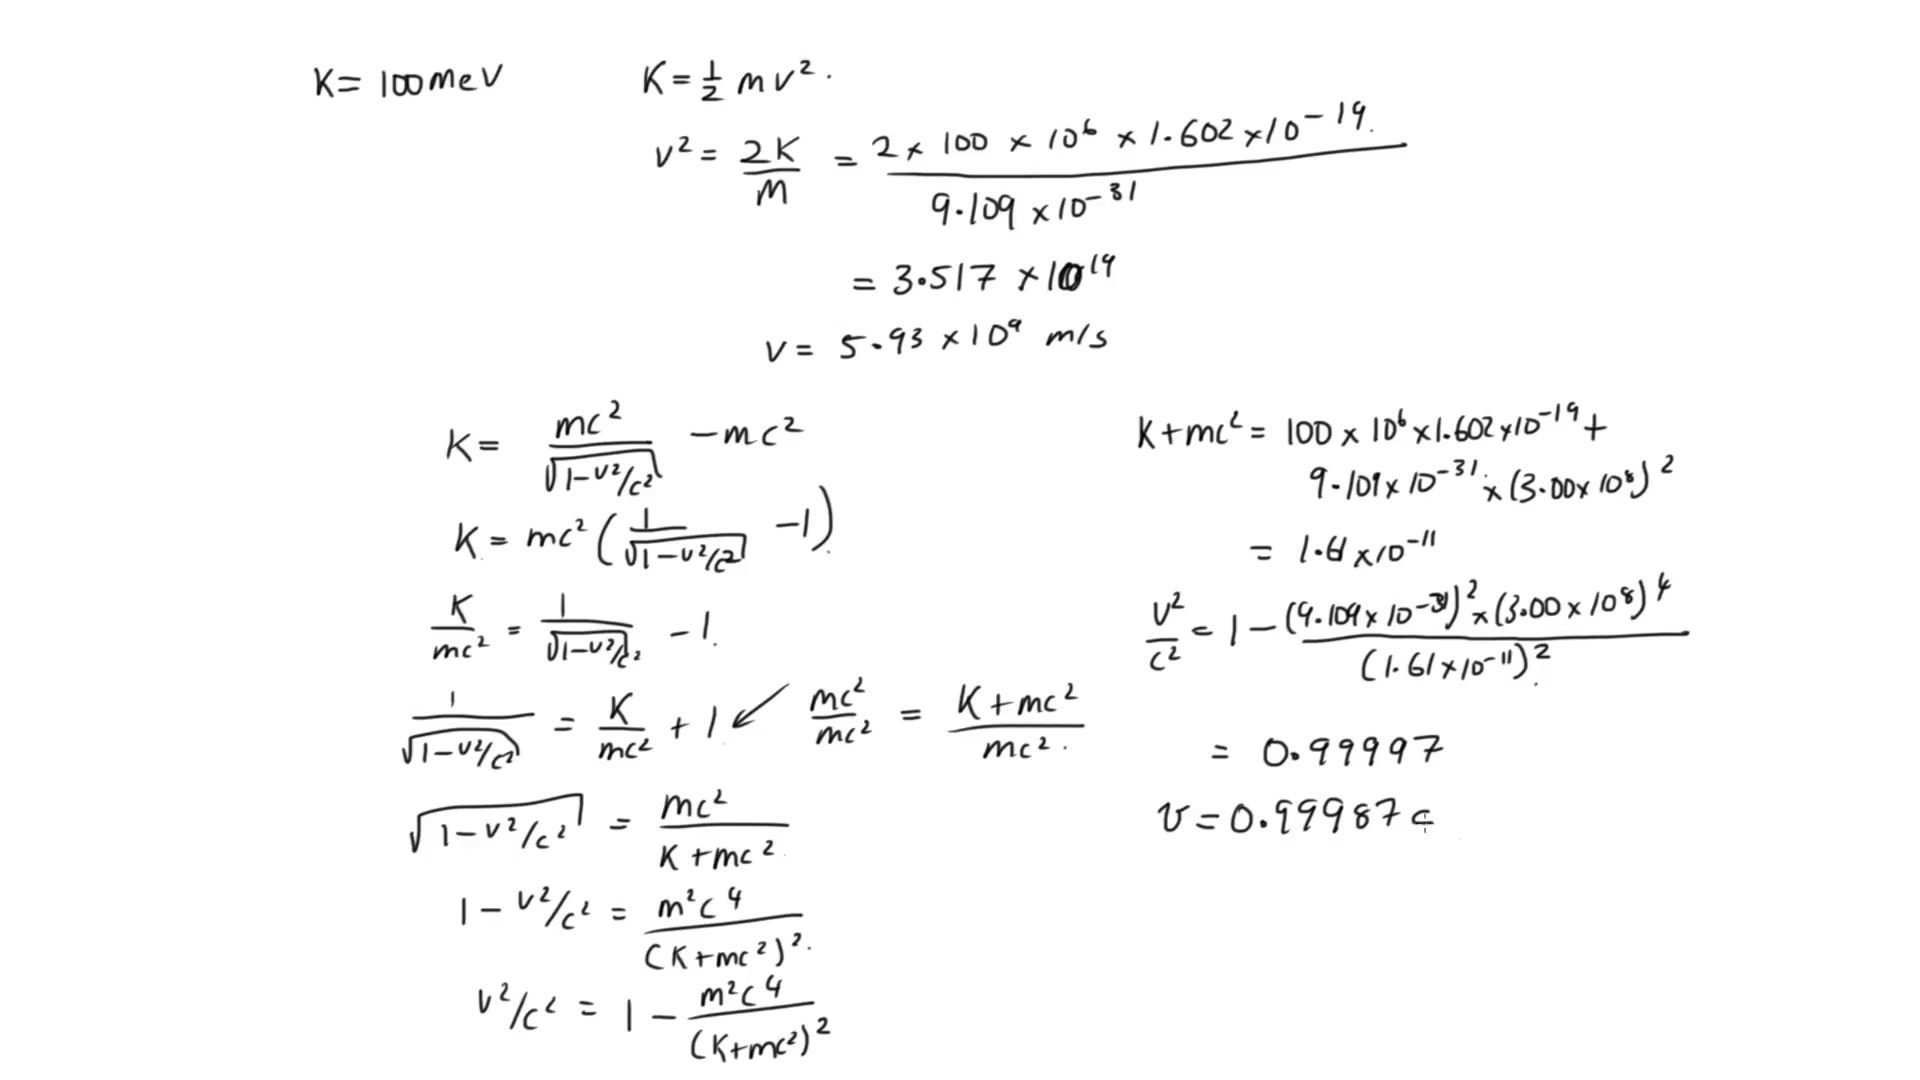 K = 100 meV
K = 1/2 mv².
v² = 2K/M = (2 × 100 × 10⁶ × 1.602 × 10⁻¹⁹)/(9.109 × 10⁻³¹)
= 3.517 × 10¹⁹
v = 5.93 × 10⁹ m/s
K = mc²/√(1-v²/c²) - mc²
K = mc² (1/√(1-v²/c²) - 1)
K/mc² = 1/√(1-v²/c²) - 1
1/√(1-v²/c²) = K/mc² + 1 ↙ mc²/mc² = (K+mc²)/mc²
√(1-v²/c²) = mc²/(K+mc²)
1 - v²/c² = m²c⁴/(K+mc²)²
v²/c² = 1 - m²c⁴/(K+mc²)²
K+mc² = 100 × 10⁶ × 1.602 × 10⁻¹⁹ +
9.109 × 10⁻³¹ × (3.00 × 10⁸)²
= 1.61 × 10⁻¹¹
v²/c² = 1 - (9.109 × 10⁻³¹)² × (3.00 × 10⁸)⁴/(1.61 × 10⁻¹¹)²
= 0.99997
v = 0.99987c